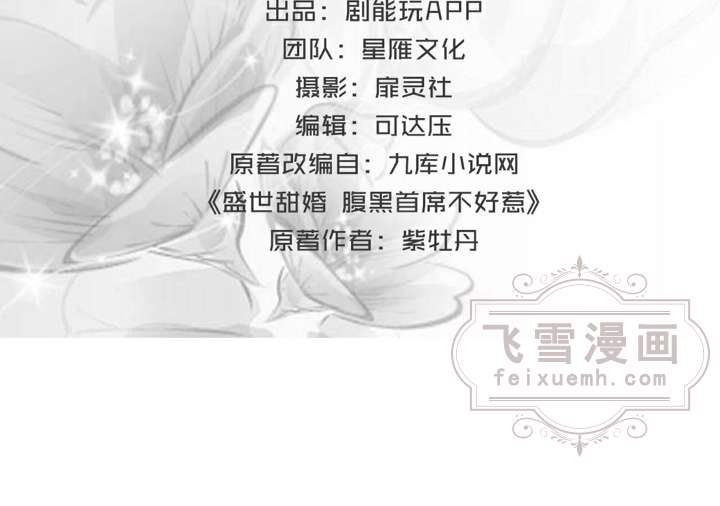 出品：剧能玩APP
团队：星雁文化
摄影：扉灵社
编辑：可达压
原著改编自：九库小说网
《盛世甜婚 腹黑首席不好惹》
原著作者：紫牡丹
飞雪漫画
feixuemh.com